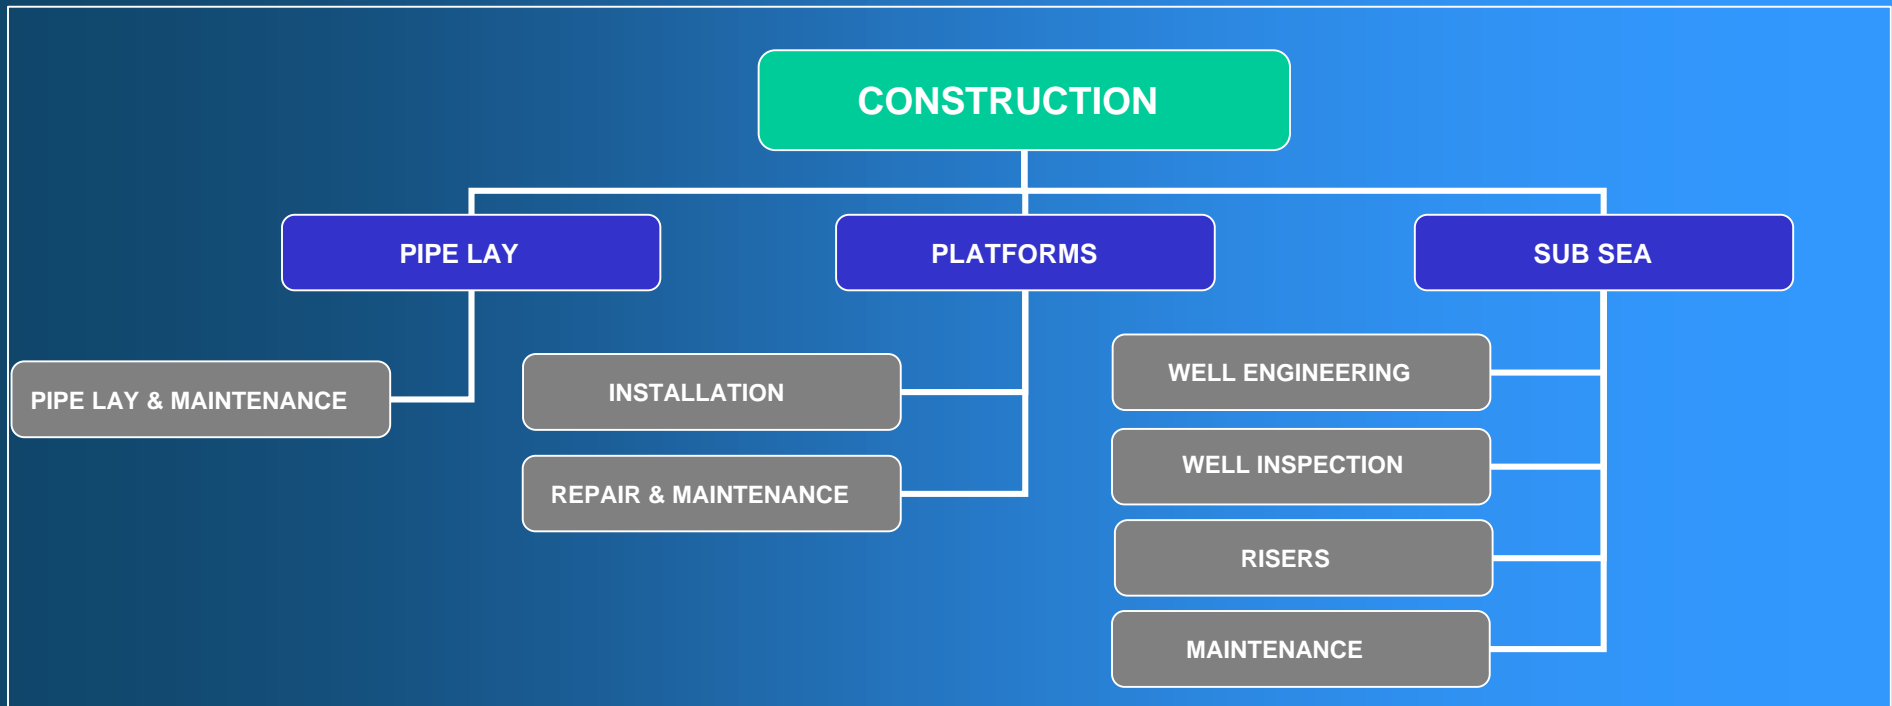 CONSTRUCTION
PIPE LAY
PLATFORMS
SUB SEA
PIPE LAY & MAINTENANCE
INSTALLATION
REPAIR & MAINTENANCE
WELL ENGINEERING
WELL INSPECTION
RISERS
MAINTENANCE